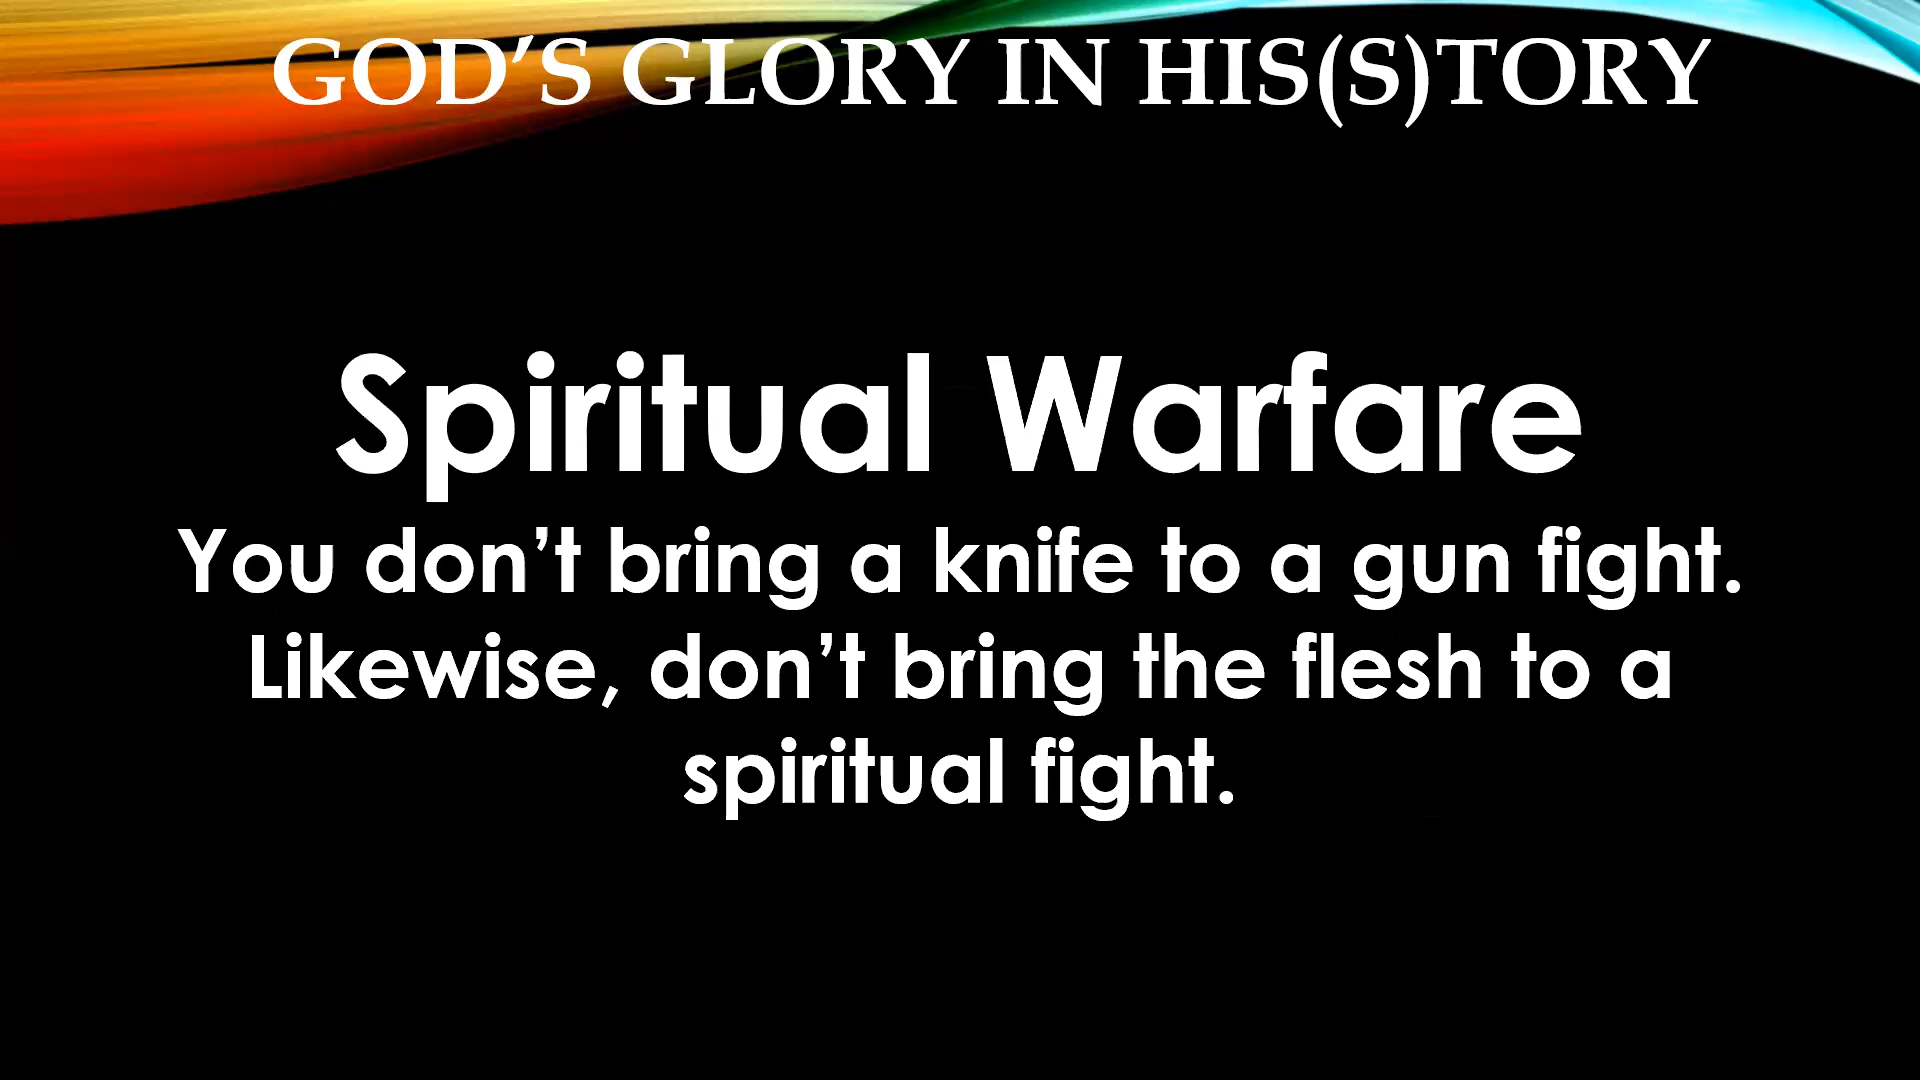 GOD’S GLORY IN HIS(S)TORY
Spiritual Warfare
You don’t bring a knife to a gun fight.
Likewise, don’t bring the flesh to a
spiritual fight.